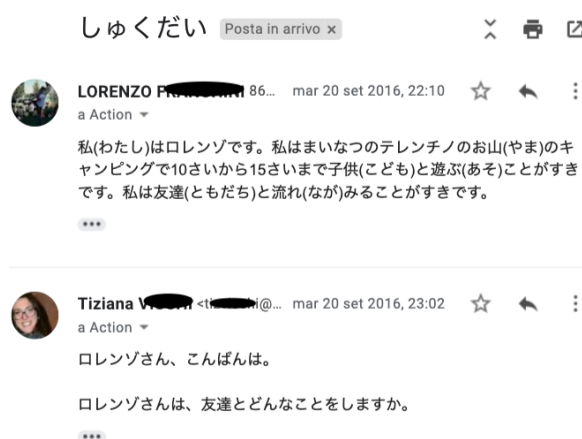 しゅくだい Posta in arrivo ×
LORENZO 86... mar 20 set 2016, 22:10
a Action
私(わたし)はロレンゾです。私はまいなつのテレンチノのお山(やま)のキ
ャンピングで10さいから15さいまで子供(こども)と遊ぶ(あそ)ことがすき
です。私は友達(ともだち)と流れ(なが)みることがすきです。
Tiziana mar 20 set 2016, 23:02
a Action
ロレンゾさん、こんばんは。
ロレンゾさんは、友達とどんなことをしますか。